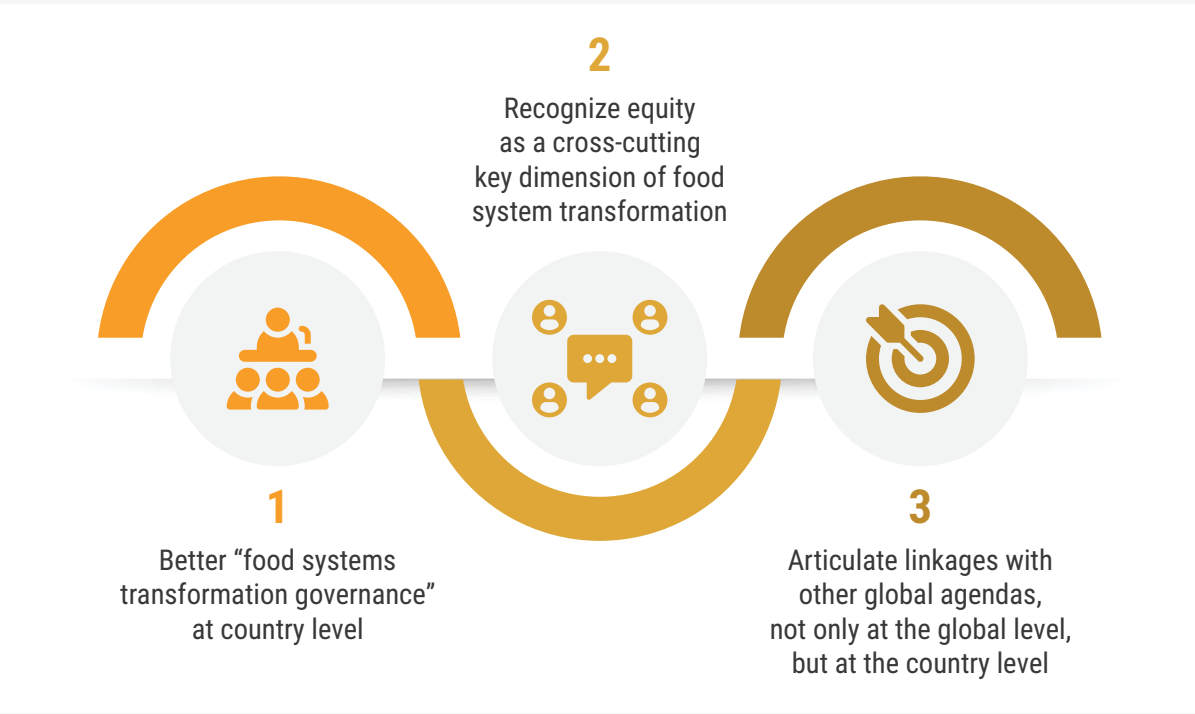 1
Better “food systems
transformation governance”
at country level
2
Recognize equity
as a cross-cutting
key dimension of food
system transformation
3
Articulate linkages with
other global agendas,
not only at the global level,
but at the country level